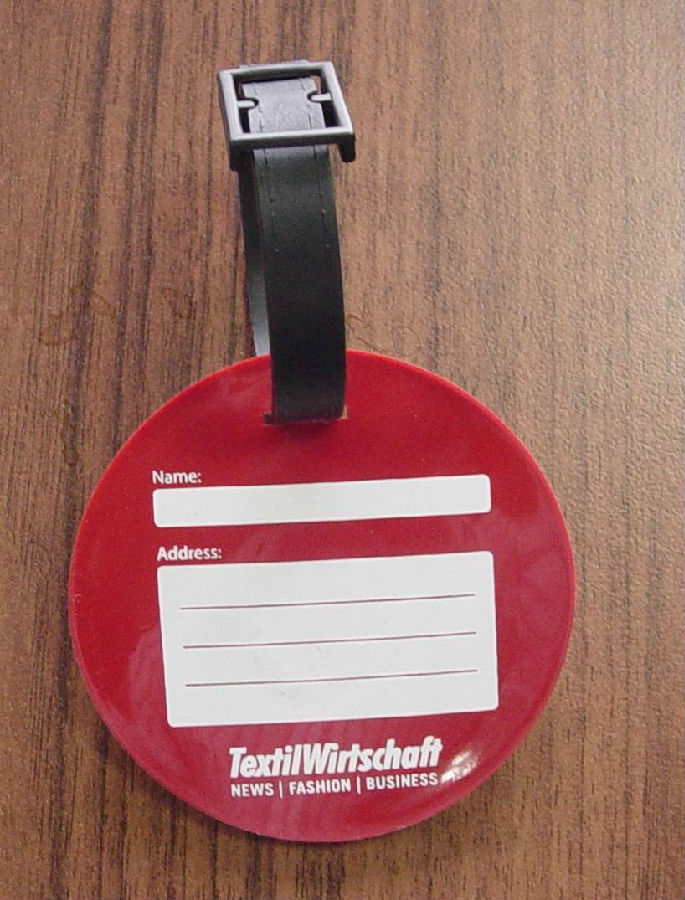 Name:
Address:
TextilWirtschaft
NEWS | FASHION | BUSINESS